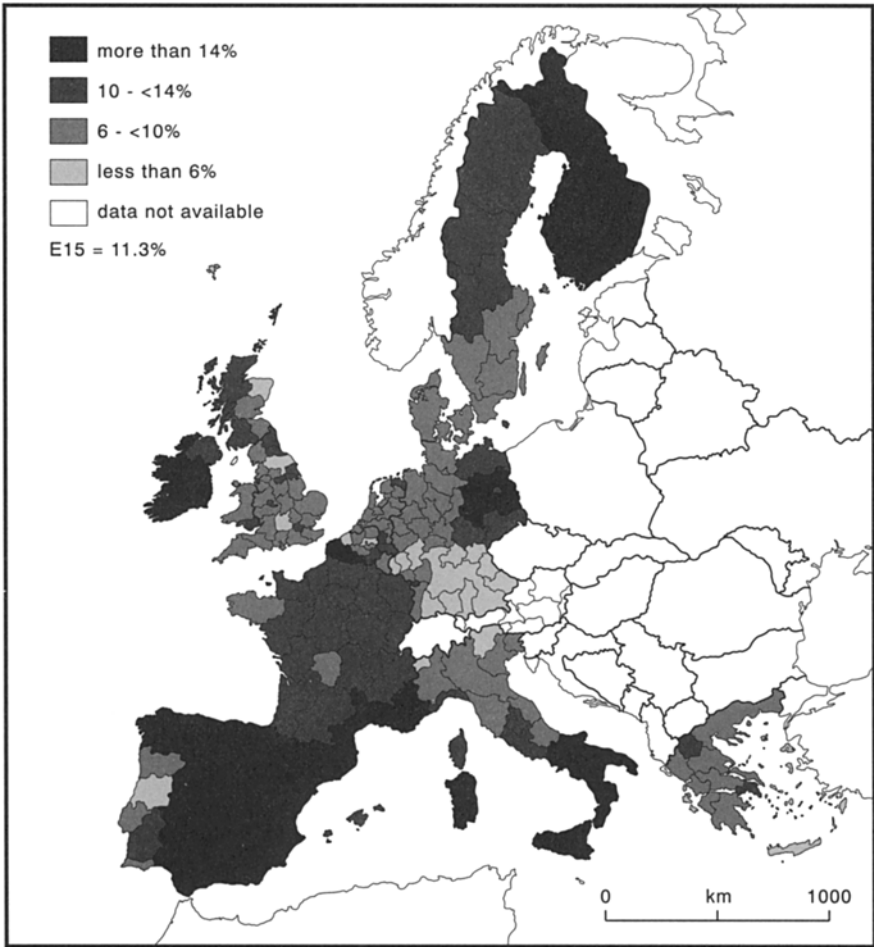 more than 14%
10 - <14%
6 - <10%
less than 6%
data not available
E15 = 11.3%
0 km 1000